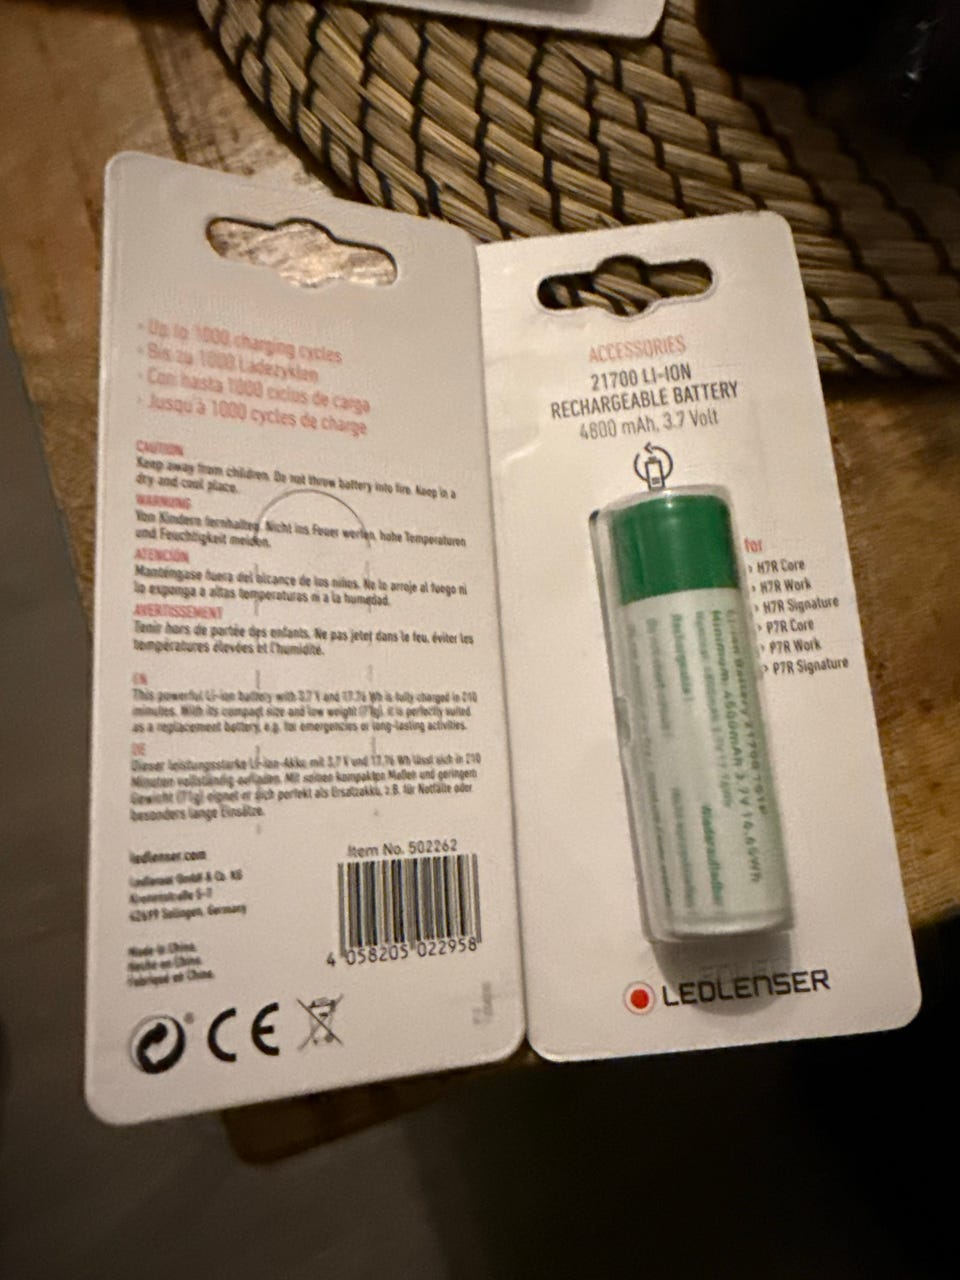 • Up to 1000 charging cycles
• Bis zu 1000 Ladezyklen
• Con hasta 1000 ciclos de carga
• Jusqu'à 1000 cycles de charge
CAUTION
Keep away from children. Do not throw battery into fire. Keep in a
dry and cool place.
WARNUNG
Von Kindern fernhalten. Nicht ins Feuer werfen, hohe Temperaturen
und Feuchtigkeit meiden.
ATENCIÓN
Manténgase fuera del alcance de los niños. No lo arroje al fuego ni
lo exponga a altas temperaturas ni a la humedad.
AVERTISSEMENT
Tenir hors de portée des enfants. Ne pas jeter dans le feu, éviter les
températures élevées et l'humidité.
EN
This powerful Li-ion battery with 3.7 V and 17.76 Wh is fully charged in 210
minutes. With its compact size and low weight (71g), it is perfectly suited
as a replacement battery, e.g. for emergencies or long-lasting activities.
DE
Dieser leistungsstarke Li-ion-Akku mit 3.7 V und 17.76 Wh lässt sich in 210
Minuten vollständig aufladen. Mit seinen kompakten Maßen und geringem
Gewicht (71g) eignet er sich perfekt als Ersatzakku, z.B. für Notfälle oder
besonders lange Einsätze.
ledlenser.com
Ledlenser GmbH & Co. KG
Kronenstraße 5-7
42699 Solingen, Germany
Made in China.
Hecho en China.
Fabriqué en Chine.
Item No. 502262
4 058205 022958
CE
ACCESSORIES
21700 LI-ION
RECHARGEABLE BATTERY
4800 mAh, 3.7 Volt
for
› H7R Core
› H7R Work
› H7R Signature
› P7R Core
› P7R Work
› P7R Signature
LEDLENSER